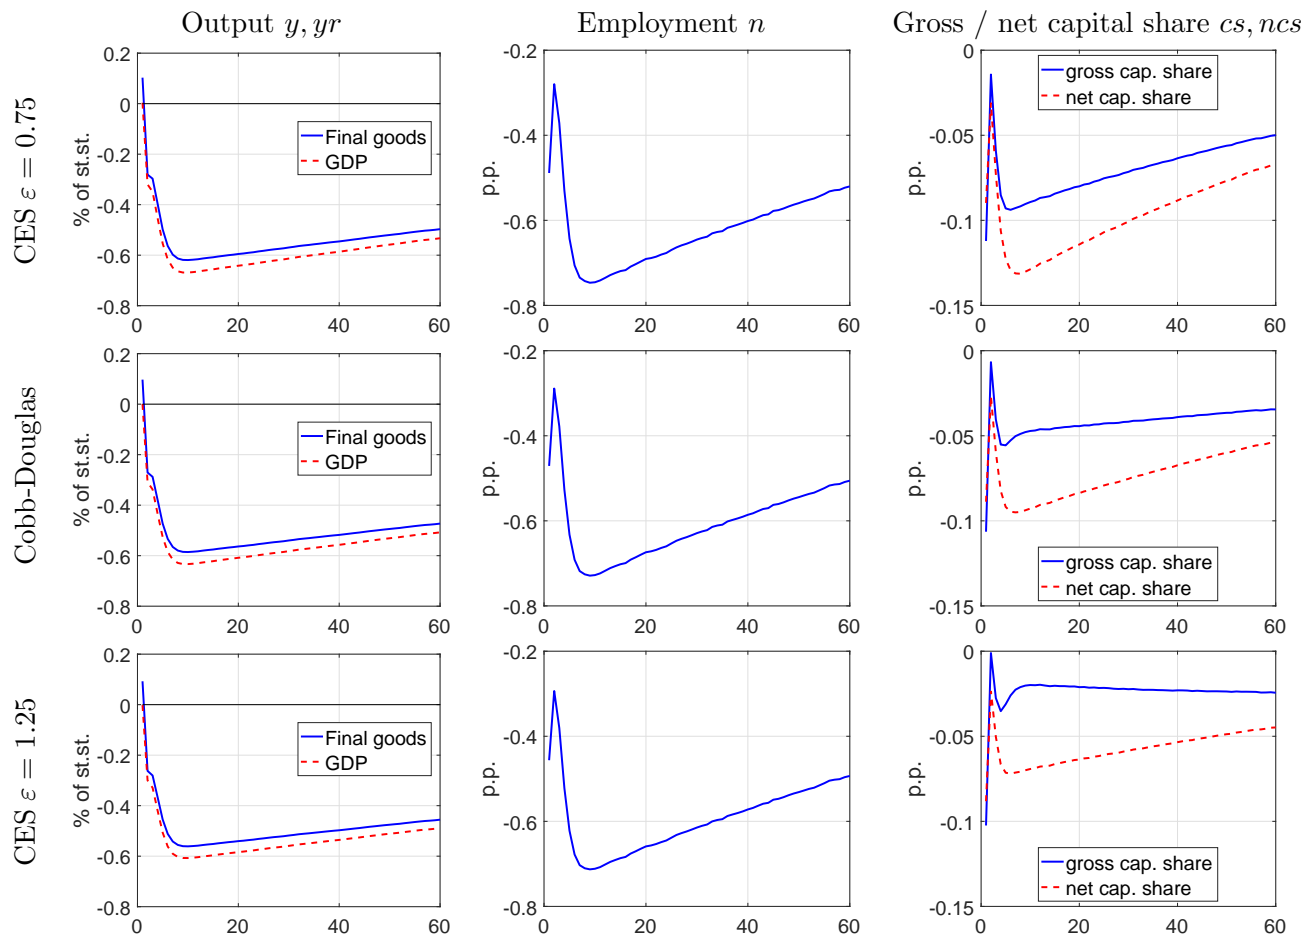 Output y, yr
Employment n
Gross / net capital share cs, ncs
CES ε = 0.75
% of st.st.
0.2
0
-0.2
-0.4
-0.6
-0.8
0 20 40 60
Final goods
GDP
p.p.
-0.2
-0.4
-0.6
-0.8
0 20 40 60
p.p.
0
-0.05
-0.1
-0.15
0 20 40 60
gross cap. share
net cap. share
Cobb-Douglas
% of st.st.
0.2
0
-0.2
-0.4
-0.6
-0.8
0 20 40 60
Final goods
GDP
p.p.
-0.2
-0.4
-0.6
-0.8
0 20 40 60
p.p.
0
-0.05
-0.1
-0.15
0 20 40 60
gross cap. share
net cap. share
CES ε = 1.25
% of st.st.
0.2
0
-0.2
-0.4
-0.6
-0.8
0 20 40 60
Final goods
GDP
p.p.
-0.2
-0.4
-0.6
-0.8
0 20 40 60
p.p.
0
-0.05
-0.1
-0.15
0 20 40 60
gross cap. share
net cap. share